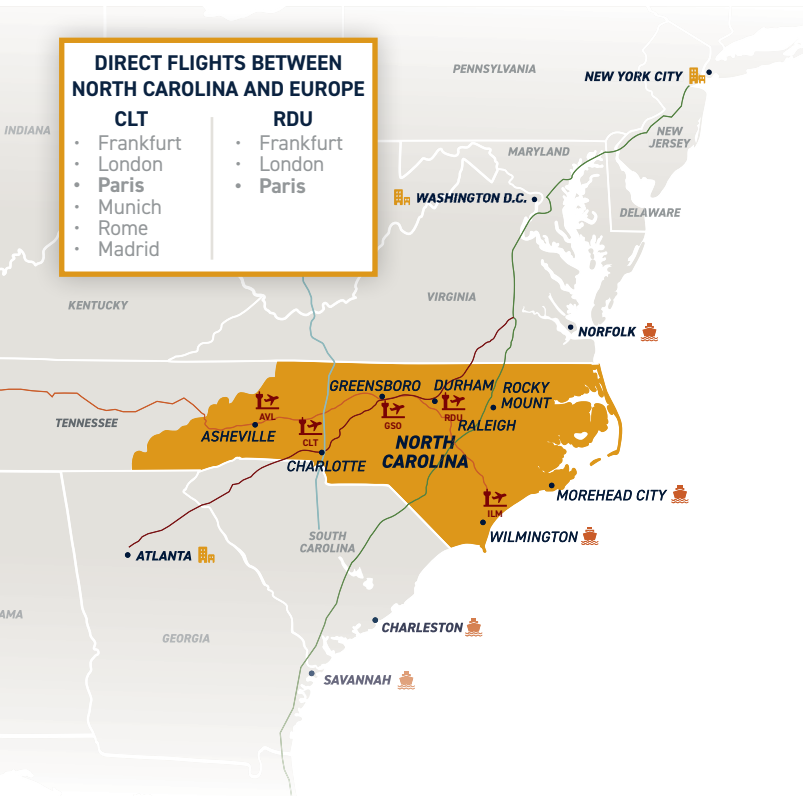 DIRECT FLIGHTS BETWEEN
NORTH CAROLINA AND EUROPE
CLT
• Frankfurt
• London
• Paris
• Munich
• Rome
• Madrid
RDU
• Frankfurt
• London
• Paris
PENNSYLVANIA
NEW YORK CITY
INDIANA
NEW
JERSEY
MARYLAND
WASHINGTON D.C.
DELAWARE
KENTUCKY
VIRGINIA
NORFOLK
GREENSBORO
DURHAM
ROCKY
MOUNT
AVL
GSO
RDU
TENNESSEE
ASHEVILLE
CLT
RALEIGH
NORTH
CAROLINA
CHARLOTTE
MOREHEAD CITY
ILM
WILMINGTON
SOUTH
CAROLINA
ATLANTA
AMA
GEORGIA
CHARLESTON
SAVANNAH